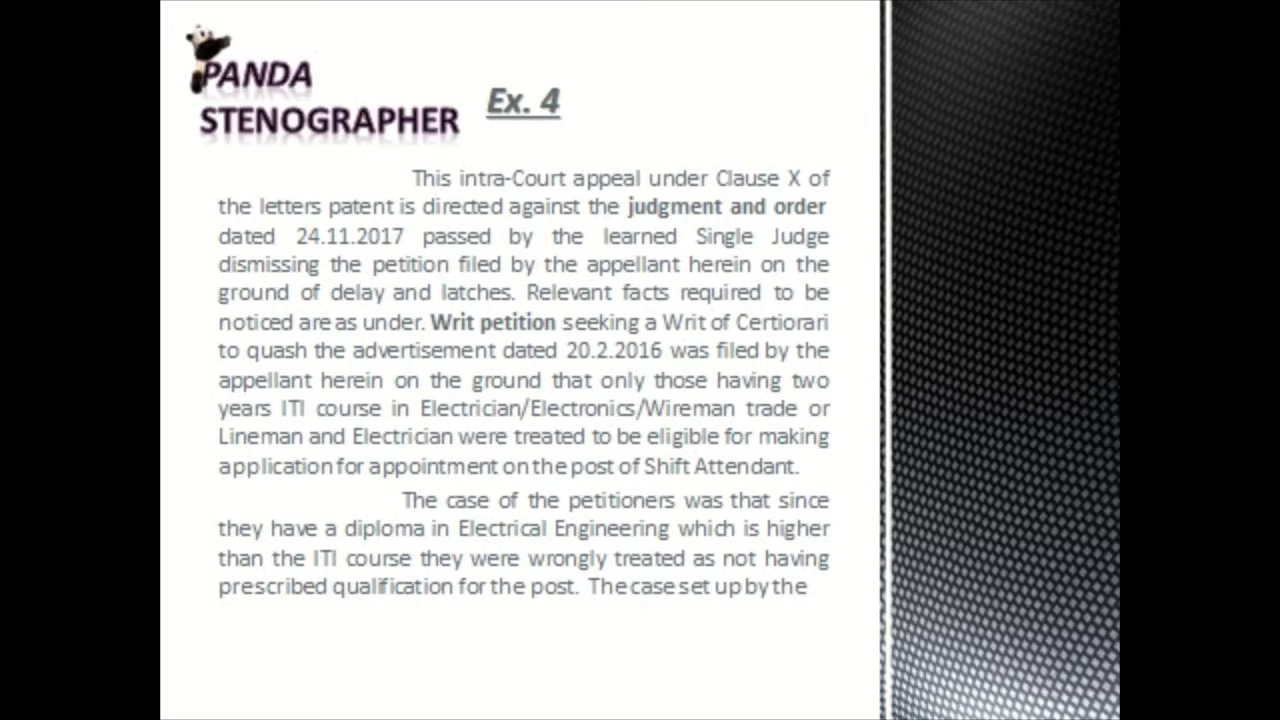 PANDA
STENOGRAPHER
Ex. 4
This intra-Court appeal under Clause X of
the letters patent is directed against the judgment and order
dated 24.11.2017 passed by the learned Single Judge
dismissing the petition filed by the appellant herein on the
ground of delay and latches. Relevant facts required to be
noticed are as under. Writ petition seeking a Writ of Certiorari
to quash the advertisement dated 20.2.2016 was filed by the
appellant herein on the ground that only those having two
years ITI course in Electrician/Electronics/Wireman trade or
Lineman and Electrician were treated to be eligible for making
application for appointment on the post of Shift Attendant.
The case of the petitioners was that since
they have a diploma in Electrical Engineering which is higher
than the ITI course they were wrongly treated as not having
prescribed qualification for the post. The case set up by the